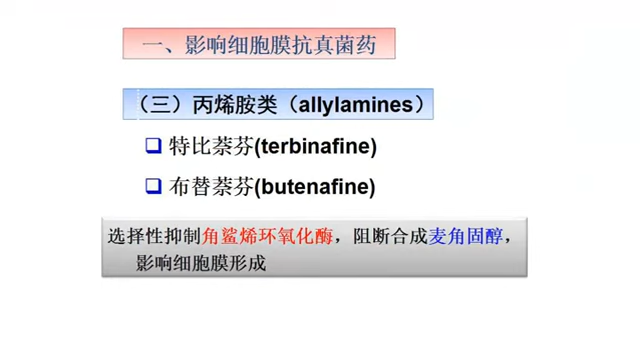 一、影响细胞膜抗真菌药
（三）丙烯胺类（allylamines）
特比萘芬(terbinafine)
布替萘芬(butenafine)
选择性抑制角鲨烯环氧化酶，阻断合成麦角固醇，
影响细胞膜形成